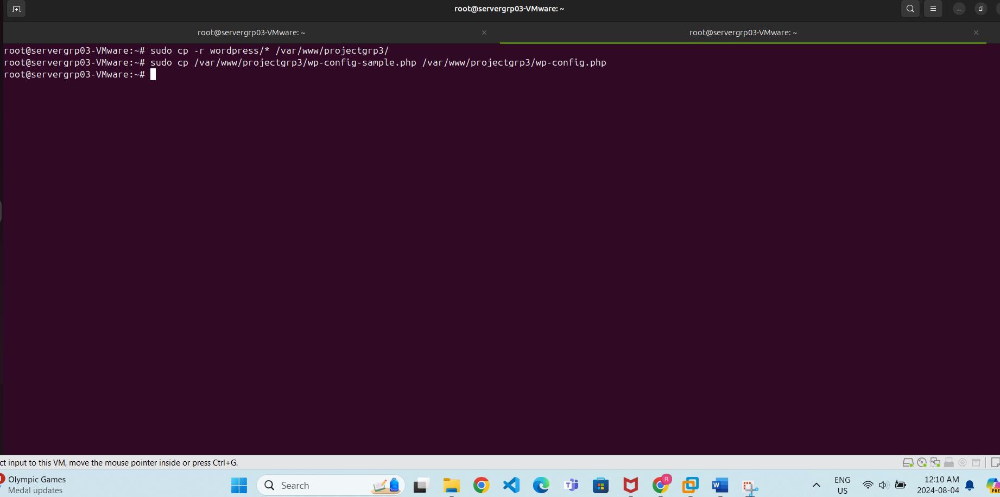 root@servergrp03-VMware: ~
root@servergrp03-VMware: ~
root@servergrp03-VMware: ~
root@servergrp03-VMware:~# sudo cp -r wordpress/* /var/www/projectgrp3/
root@servergrp03-VMware:~# sudo cp /var/www/projectgrp3/wp-config-sample.php /var/www/projectgrp3/wp-config.php
root@servergrp03-VMware:~#
ct input to this VM, move the mouse pointer inside or press Ctrl+G.
Olympic Games
Medal updates
Search
R
ENG
US
12:10 AM
2024-08-04
PRE